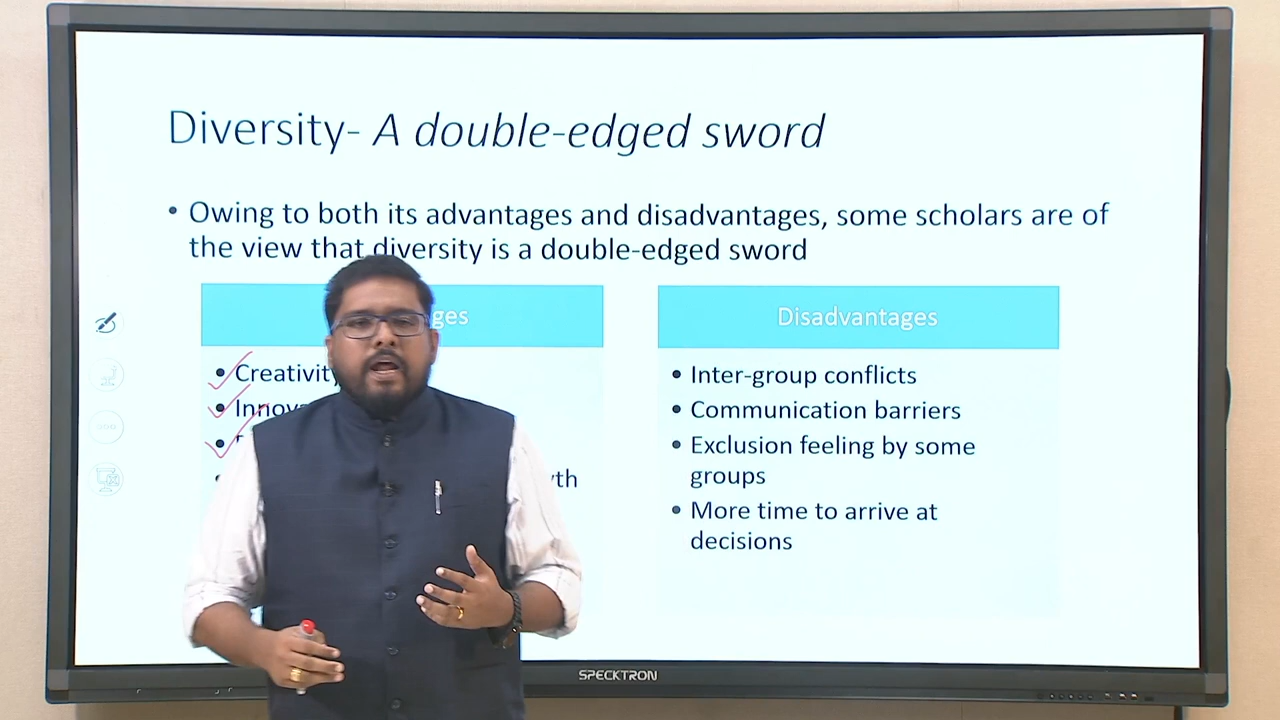 Diversity- A double-edged sword
• Owing to both its advantages and disadvantages, some scholars are of
the view that diversity is a double-edged sword
Disadvantages
• Creativity
• Inter-group conflicts
• Communication barriers
• Exclusion feeling by some
groups
• More time to arrive at
decisions
SPECKTRON